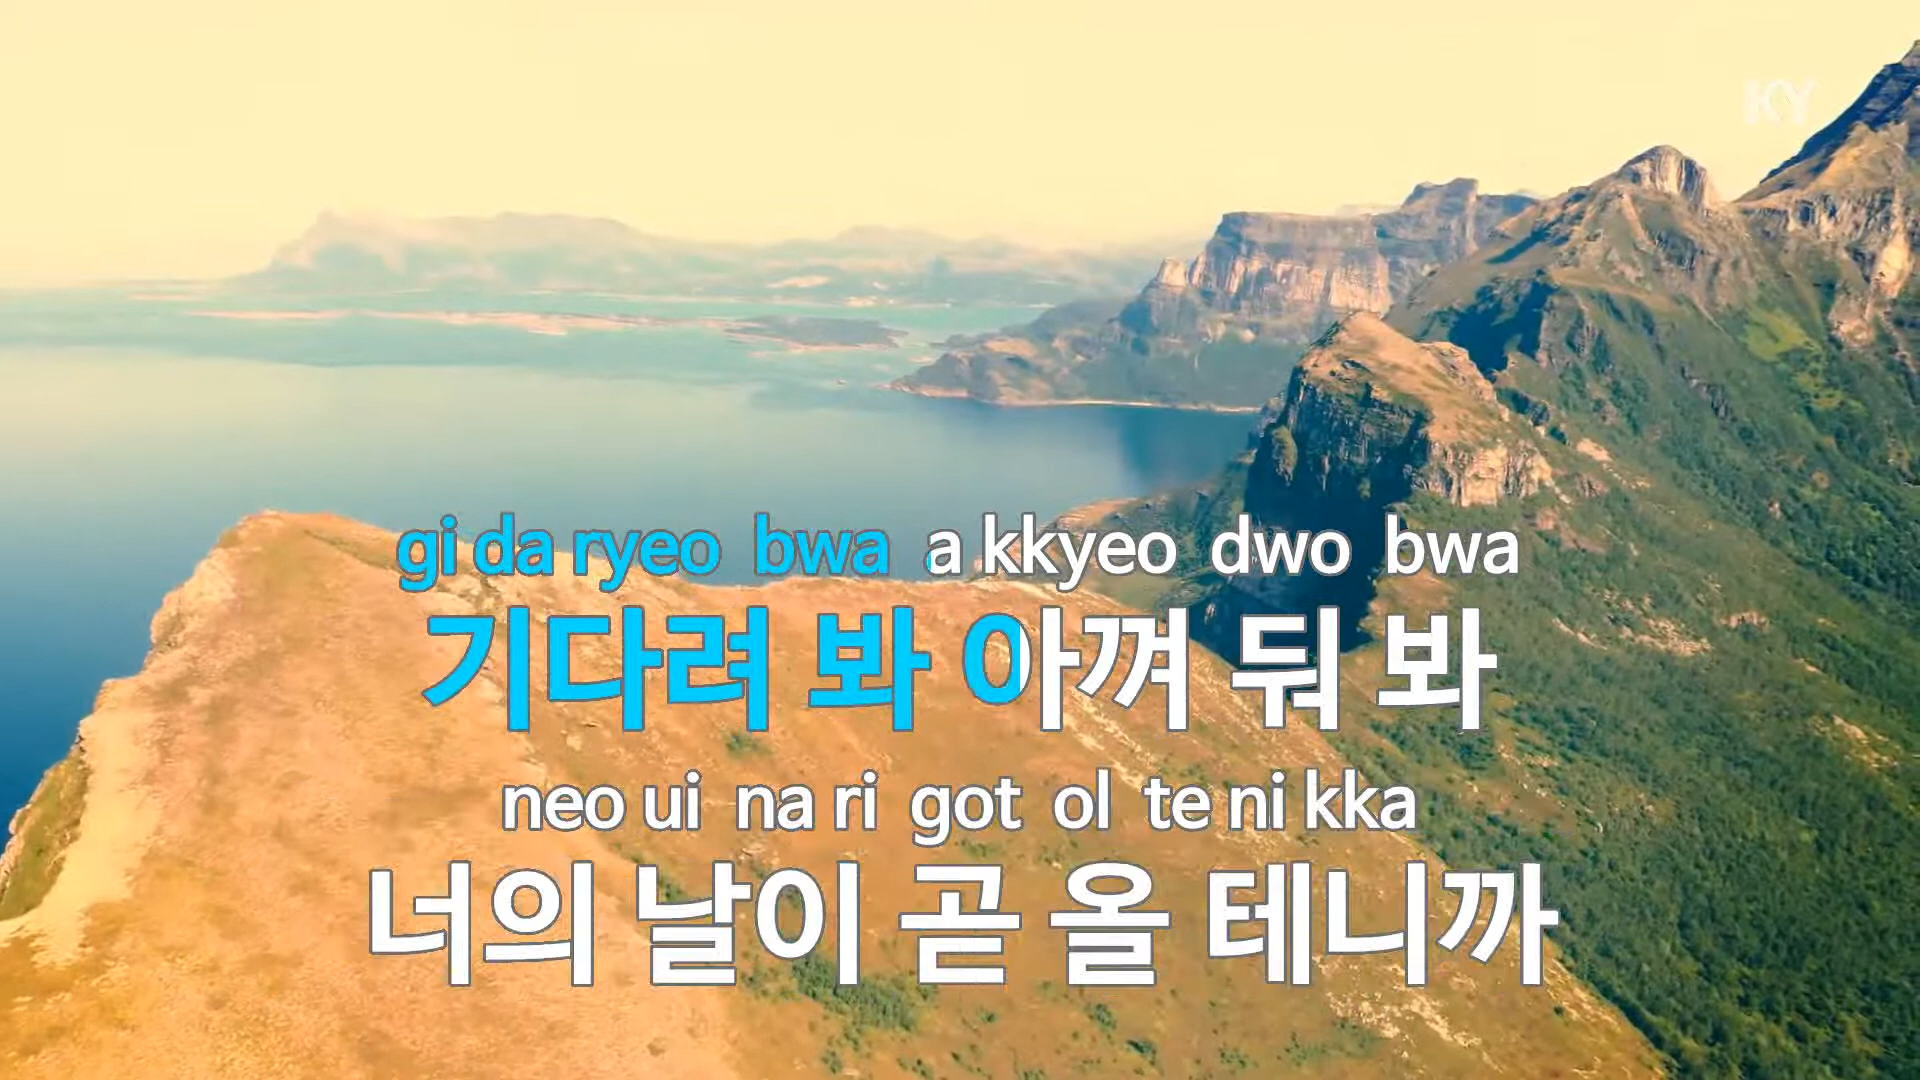 KY
gi da ryeo bwa a kkyeo dwo bwa
기다려 봐 아껴 둬 봐
neo ui na ri got ol te ni kka
너의 날이 곧 올 테니까